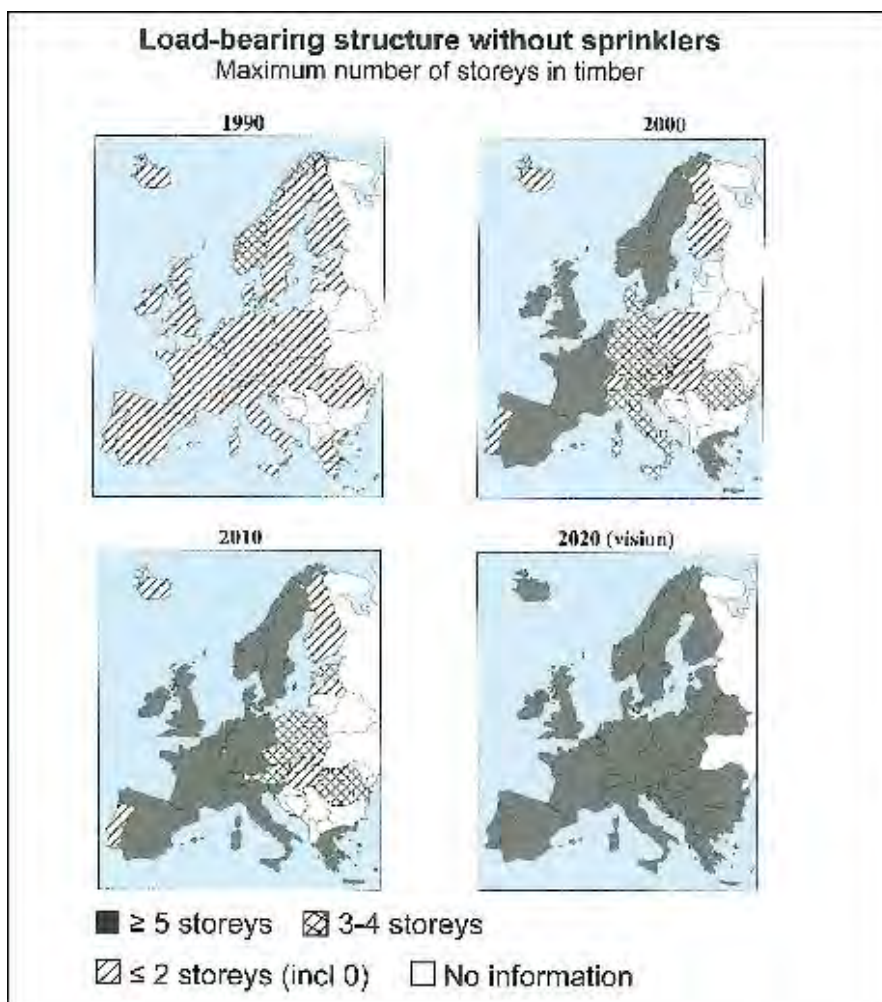 Load-bearing structure without sprinklers
Maximum number of storeys in timber
1990
2000
2010
2020 (vision)
≥ 5 storeys
3-4 storeys
≤ 2 storeys (incl 0)
No information